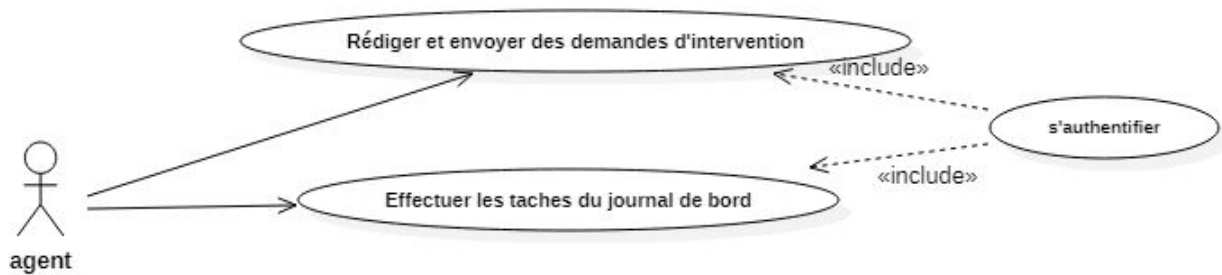 Rédiger et envoyer des demandes d'intervention
«include»
s'authentifier
«include»
Effectuer les taches du journal de bord
agent